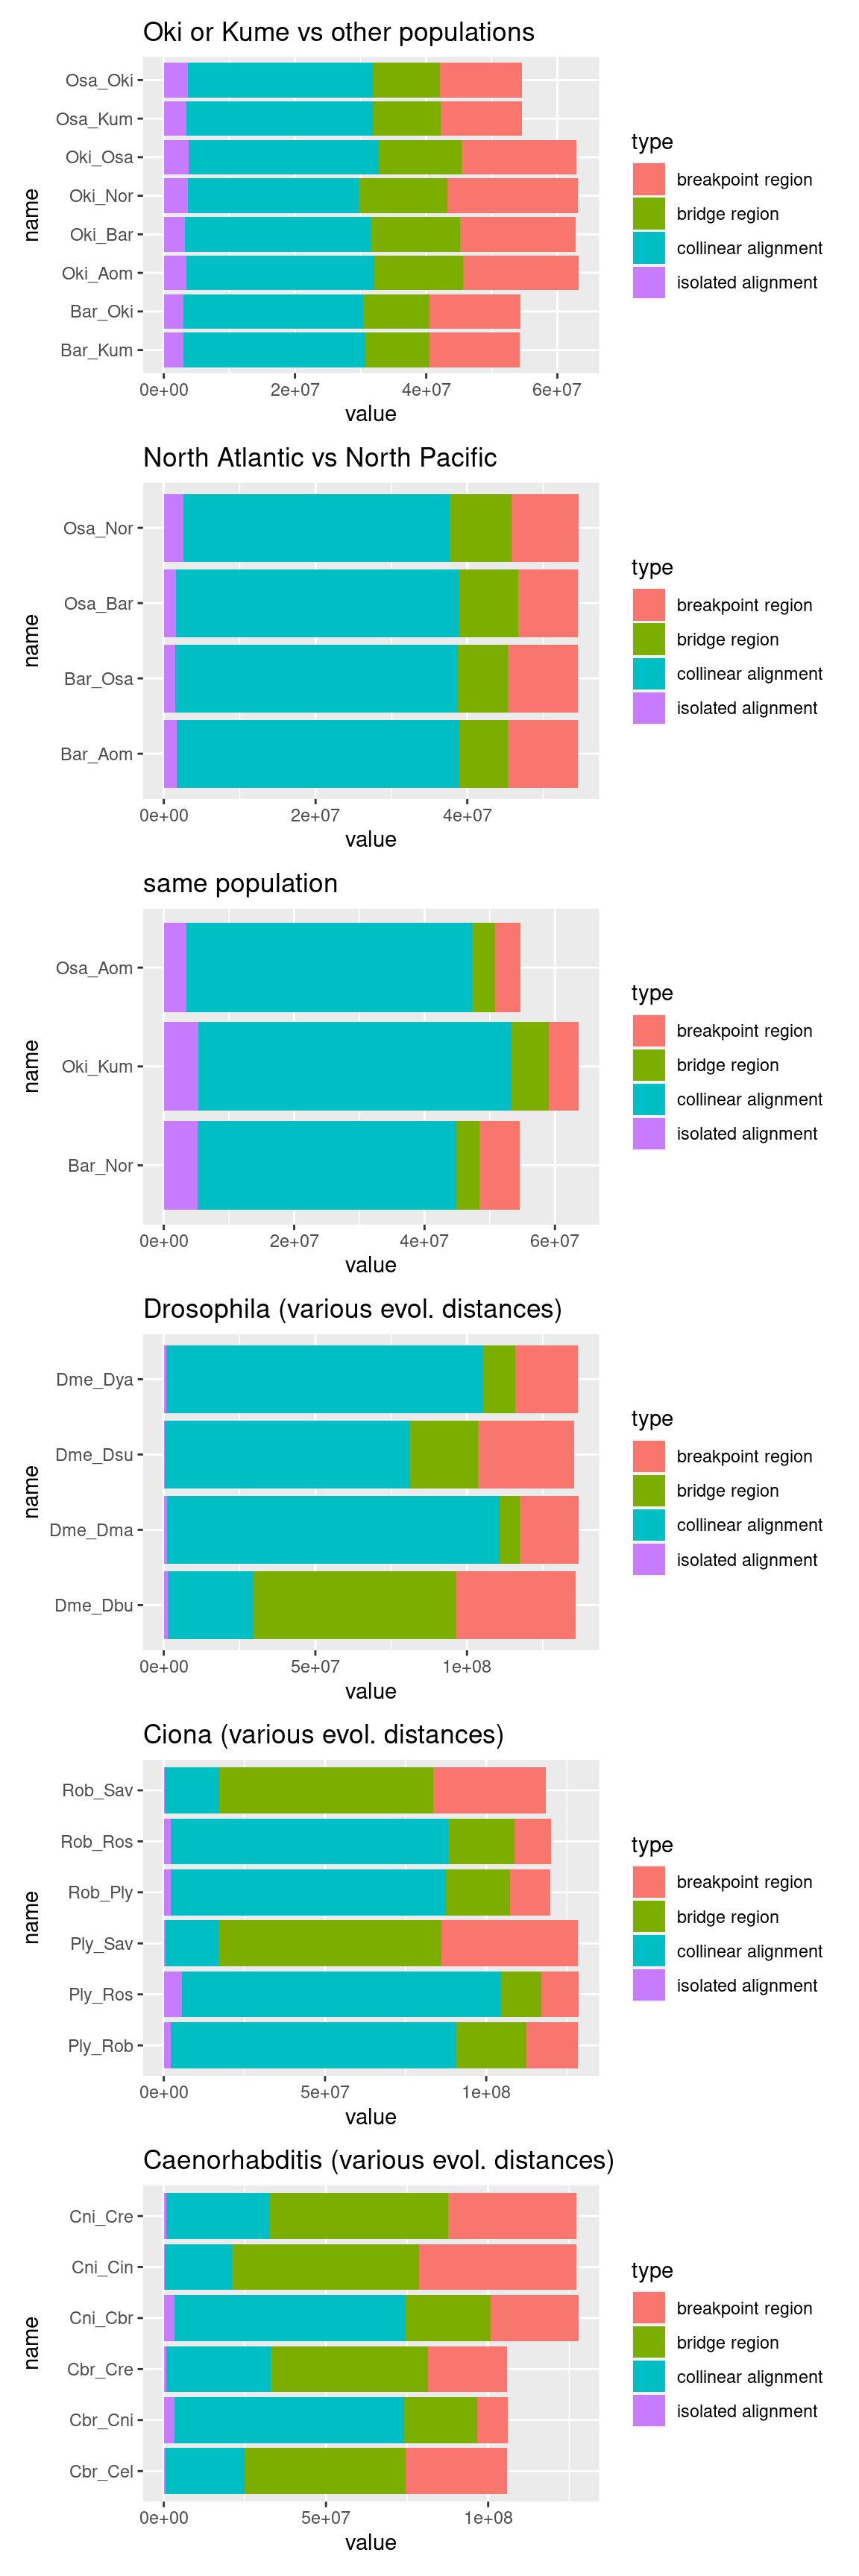 Oki or Kume vs other populations
name
Osa_Oki
Osa_Kum
Oki_Osa
Oki_Nor
Oki_Bar
Oki_Aom
Bar_Oki
Bar_Kum
0e+00 2e+07 4e+07 6e+07
value
type
breakpoint region
bridge region
collinear alignment
isolated alignment
North Atlantic vs North Pacific
name
Osa_Nor
Osa_Bar
Bar_Osa
Bar_Aom
0e+00 2e+07 4e+07
value
type
breakpoint region
bridge region
collinear alignment
isolated alignment
same population
name
Osa_Aom
Oki_Kum
Bar_Nor
0e+00 2e+07 4e+07 6e+07
value
type
breakpoint region
bridge region
collinear alignment
isolated alignment
Drosophila (various evol. distances)
name
Dme_Dya
Dme_Dsu
Dme_Dma
Dme_Dbu
0e+00 5e+07 1e+08
value
type
breakpoint region
bridge region
collinear alignment
isolated alignment
Ciona (various evol. distances)
name
Rob_Sav
Rob_Ros
Rob_Ply
Ply_Sav
Ply_Ros
Ply_Rob
0e+00 5e+07 1e+08
value
type
breakpoint region
bridge region
collinear alignment
isolated alignment
Caenorhabditis (various evol. distances)
name
Cni_Cre
Cni_Cin
Cni_Cbr
Cbr_Cre
Cbr_Cni
Cbr_Cel
0e+00 5e+07 1e+08
value
type
breakpoint region
bridge region
collinear alignment
isolated alignment